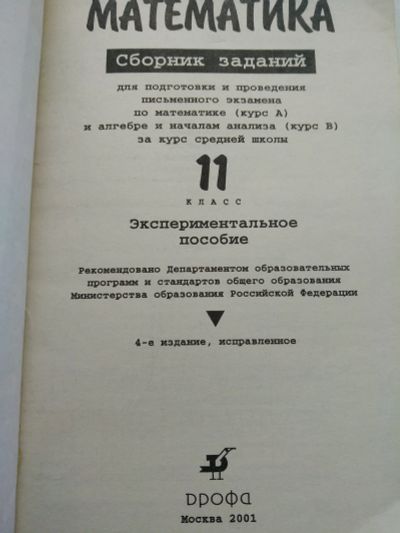 МАТЕМАТИКА
Сборник заданий
для подготовки и проведения
письменного экзамена
по математике (курс А)
и алгебре и началам анализа (курс В)
за курс средней школы
11
КЛАСС
Экспериментальное
пособие
Рекомендовано Департаментом образовательных
программ и стандартов общего образования
Министерства образования Российской Федерации
4-е издание, исправленное
дрофа
Москва 2001